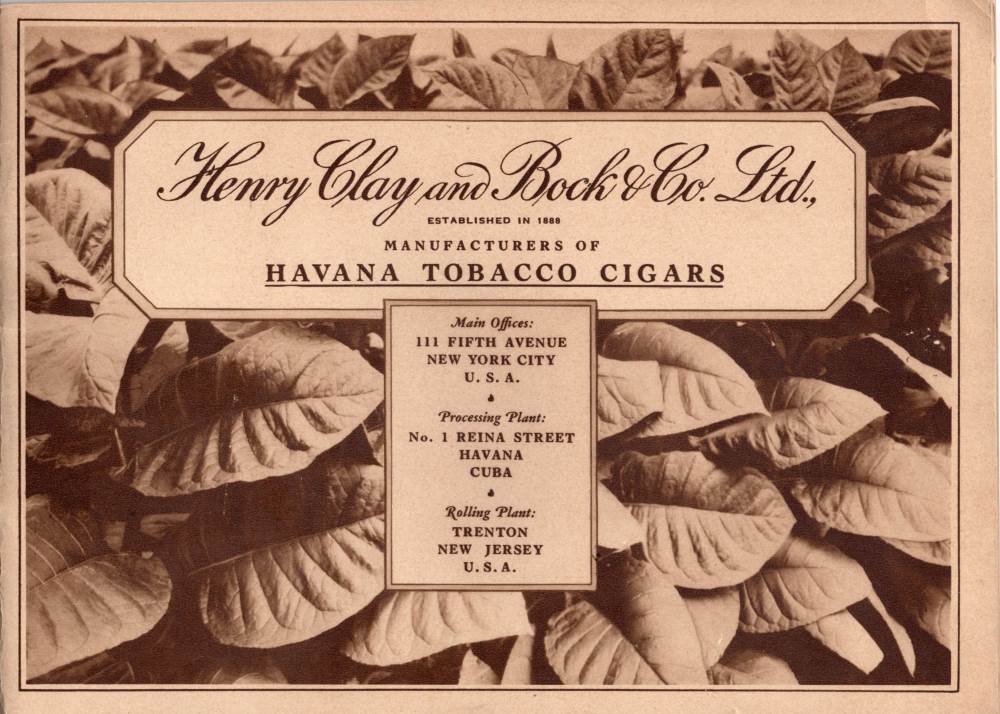 Henry Clay and Bock & Co. Ltd.,
ESTABLISHED IN 1888
MANUFACTURERS OF
HAVANA TOBACCO CIGARS
Main Offices:
111 FIFTH AVENUE
NEW YORK CITY
U. S. A.
Processing Plant:
No. 1 REINA STREET
HAVANA
CUBA
Rolling Plant:
TRENTON
NEW JERSEY
U. S. A.